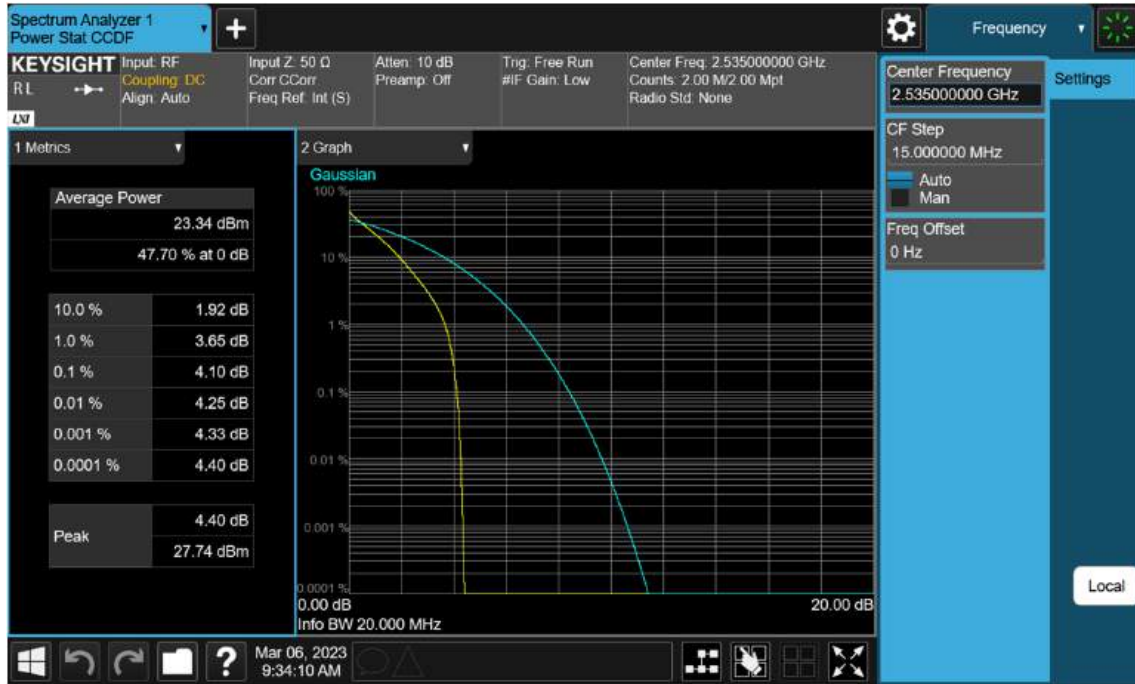 Spectrum Analyzer 1
Power Stat CCDF
+
Frequency
KEYSIGHT
R L
LXI
Input: RF
Coupling: DC
Align: Auto
Input Z: 50 Ω
Corr CCorr
Freq Ref: Int (S)
Atten: 10 dB
Preamp: Off
Trig: Free Run
#IF Gain: Low
Center Freq: 2.535000000 GHz
Counts: 2.00 M/2.00 Mpt
Radio Std: None
Center Frequency
2.535000000 GHz
Settings
CF Step
15.000000 MHz
Auto
Man
Freq Offset
0 Hz
Local
1 Metrics
Average Power
23.34 dBm
47.70 % at 0 dB
10.0 % 1.92 dB
1.0 % 3.65 dB
0.1 % 4.10 dB
0.01 % 4.25 dB
0.001 % 4.33 dB
0.0001 % 4.40 dB
Peak
4.40 dB
27.74 dBm
2 Graph
Gaussian
100 %
10 %
1 %
0.1 %
0.01 %
0.001 %
0.0001 %
0.00 dB 20.00 dB
Info BW 20.000 MHz
?
Mar 06, 2023
9:34:10 AM